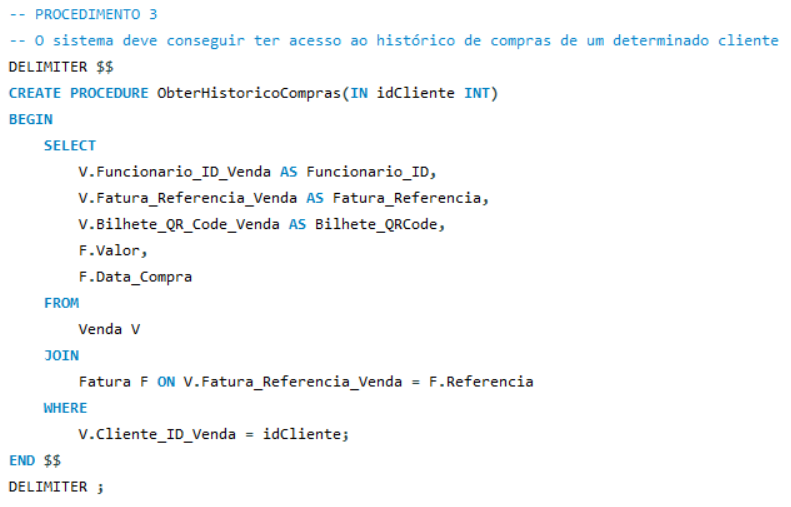 -- PROCEDIMENTO 3
-- O sistema deve conseguir ter acesso ao histórico de compras de um determinado cliente
DELIMITER $$
CREATE PROCEDURE ObterHistoricoCompras(IN idCliente INT)
BEGIN
    SELECT
        V.Funcionario_ID_Venda AS Funcionario_ID,
        V.Fatura_Referencia_Venda AS Fatura_Referencia,
        V.Bilhete_QR_Code_Venda AS Bilhete_QRCode,
        F.Valor,
        F.Data_Compra
    FROM
        Venda V
    JOIN
        Fatura F ON V.Fatura_Referencia_Venda = F.Referencia
    WHERE
        V.Cliente_ID_Venda = idCliente;
END $$
DELIMITER ;